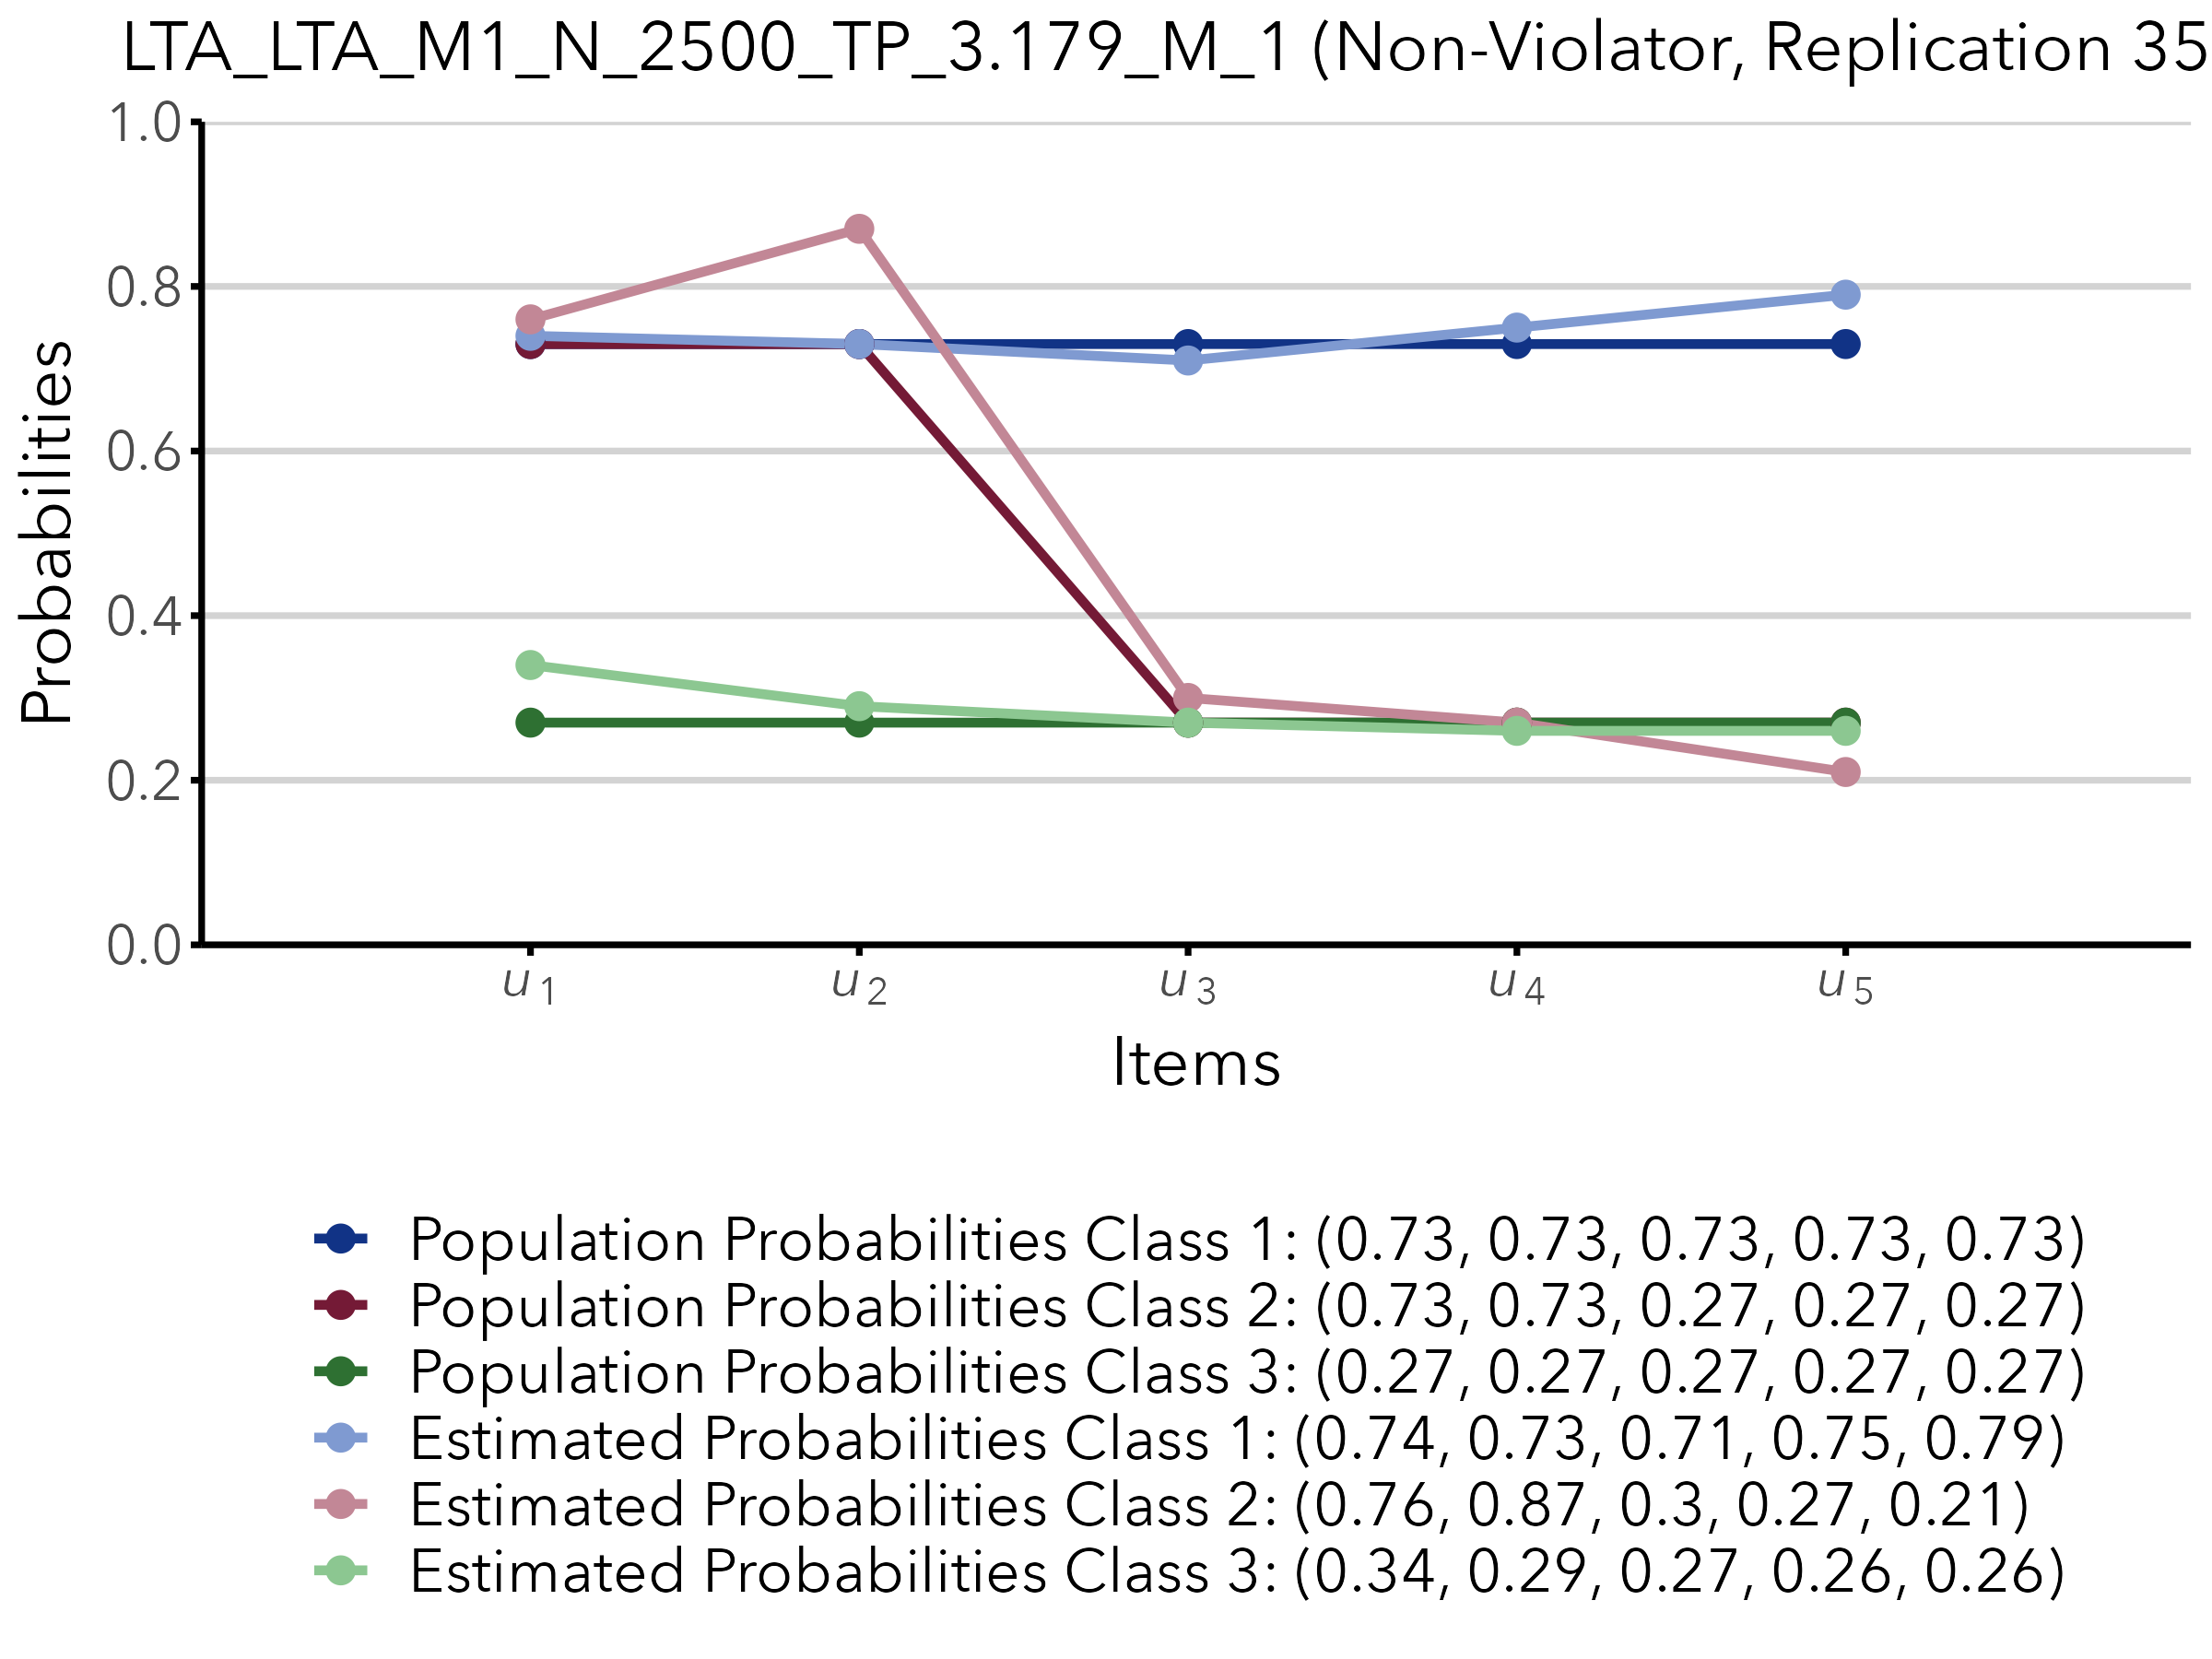 LTA_LTA_M1_N_2500_TP_3.179_M_1 (Non-Violator, Replication 35
1.0
0.8
0.6
0.4
0.2
0.0
Probabilities
u1
u2
u3
u4
u5
Items
Population Probabilities Class 1: (0.73, 0.73, 0.73, 0.73, 0.73)
Population Probabilities Class 2: (0.73, 0.73, 0.27, 0.27, 0.27)
Population Probabilities Class 3: (0.27, 0.27, 0.27, 0.27, 0.27)
Estimated Probabilities Class 1: (0.74, 0.73, 0.71, 0.75, 0.79)
Estimated Probabilities Class 2: (0.76, 0.87, 0.3, 0.27, 0.21)
Estimated Probabilities Class 3: (0.34, 0.29, 0.27, 0.26, 0.26)